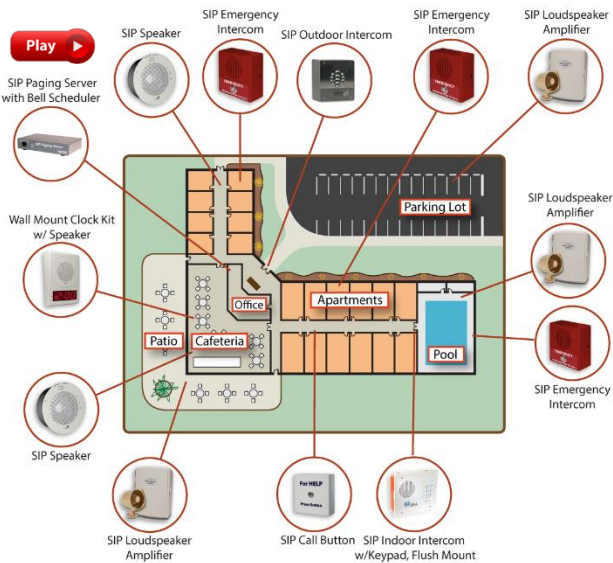 Play
SIP Paging Server
with Bell Scheduler
SIP Speaker
SIP Emergency
Intercom
SIP Outdoor Intercom
SIP Emergency
Intercom
SIP Loudspeaker
Amplifier
Wall Mount Clock Kit
w/ Speaker
12:00
Parking Lot
SIP Loudspeaker
Amplifier
Office
Apartments
Patio
Cafeteria
Pool
SIP Emergency
Intercom
SIP Speaker
SIP Loudspeaker
Amplifier
For HELP
Press Button
SIP Call Button
SIP Indoor Intercom
w/Keypad, Flush Mount